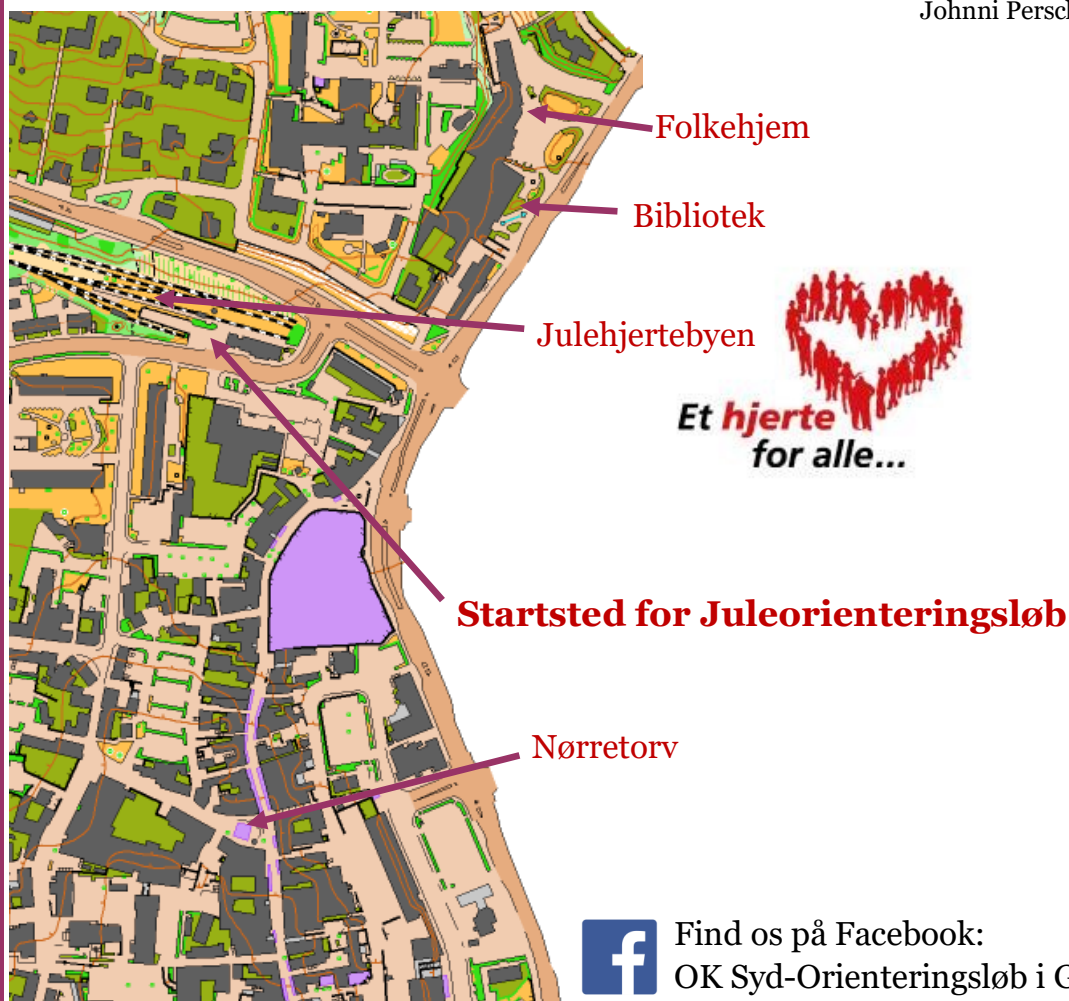 Johnni
Folkehjem
Bibliotek
Julehjertebyen
Et hjerte
for alle...
Startsted for Juleorienteringsløb
Nørretorv
Find os på Facebook:
OK Syd-Orienteringsløb i